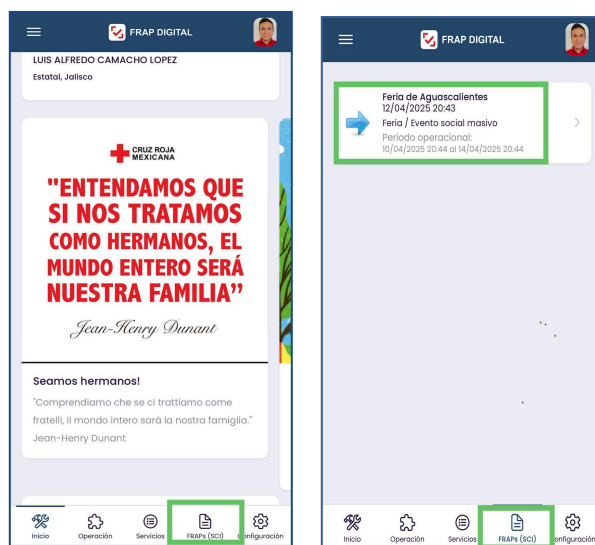 FRAP DIGITAL
LUIS ALFREDO CAMACHO LOPEZ
Estatal, Jalisco
CRUZ ROJA
MEXICANA
"ENTENDAMOS QUE
SI NOS TRATAMOS
COMO HERMANOS, EL
MUNDO ENTERO SERÁ
NUESTRA FAMILIA”
Jean-Henry Dunant
Seamos hermanos!
"Comprendiamo che se ci trattiamo come
fratelli, il mondo intero sarà la nostra famiglia."
Jean-Henry Dunant
Inicio
Operación
Servicios
FRAPs (SCI)
onfiguración
FRAP DIGITAL
Feria de Aguascalientes
12/04/2025 20:43
Feria / Evento social masivo
Periodo operacional:
10/04/2025 20:44 al 14/04/2025 20:44
Inicio
Operación
Servicios
FRAPs (SCI)
onfiguración